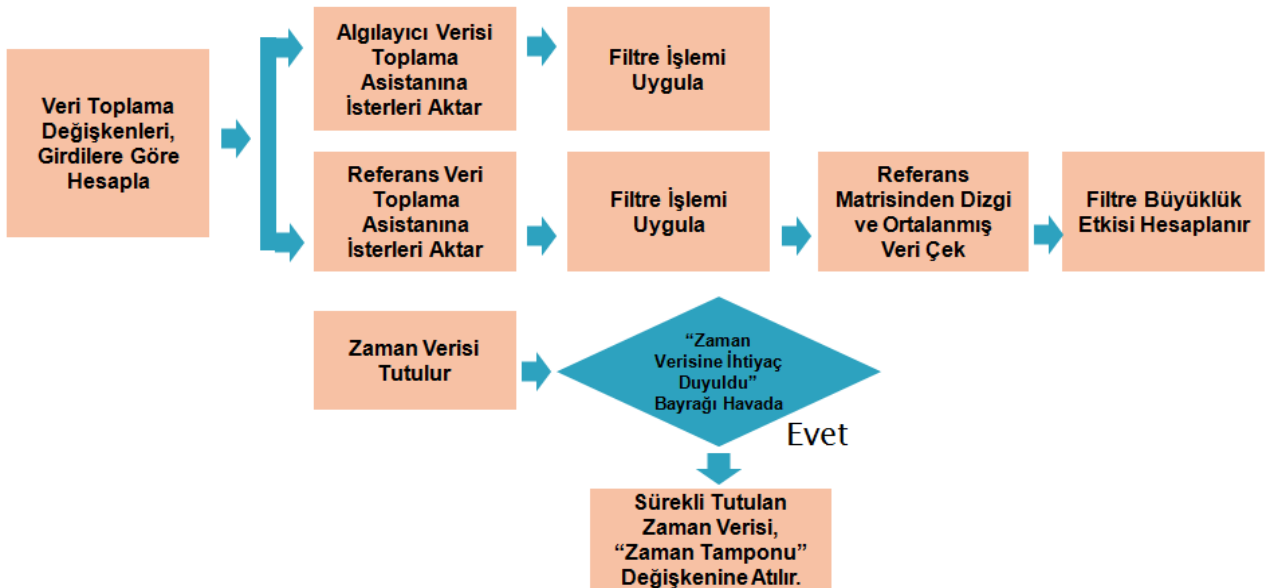 Veri Toplama
Değişkenleri,
Girdilere Göre
Hesapla
Algılayıcı Verisi
Toplama
Asistanına
İsterleri Aktar
Filtre İşlemi
Uygula
Referans Veri
Toplama
Asistanına
İsterleri Aktar
Filtre İşlemi
Uygula
Referans
Matrisinden Dizgi
ve Ortalanmış
Veri Çek
Filtre Büyüklük
Etkisi Hesaplanır
Zaman Verisi
Tutulur
“Zaman
Verisine İhtiyaç
Duyuldu”
Bayrağı Havada
Evet
Sürekli Tutulan
Zaman Verisi,
“Zaman Tamponu”
Değişkenine Atılır.